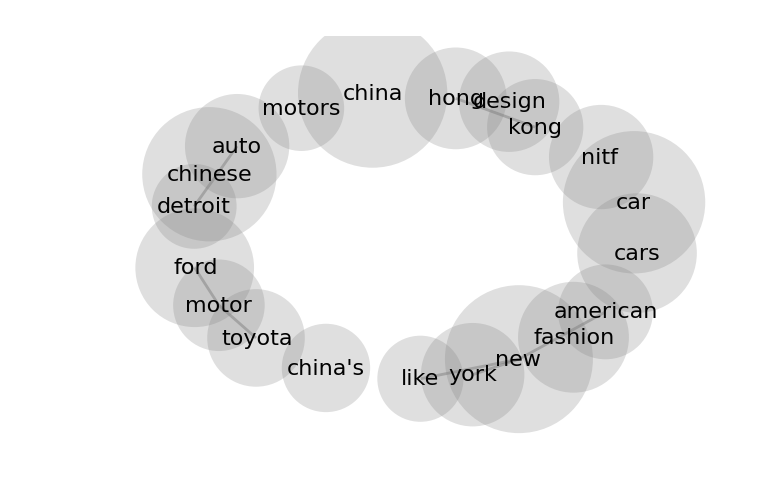 china
hong
design
motors
kong
auto
nitf
chinese
car
detroit
cars
ford
motor
american
toyota
fashion
new
china's
york
like